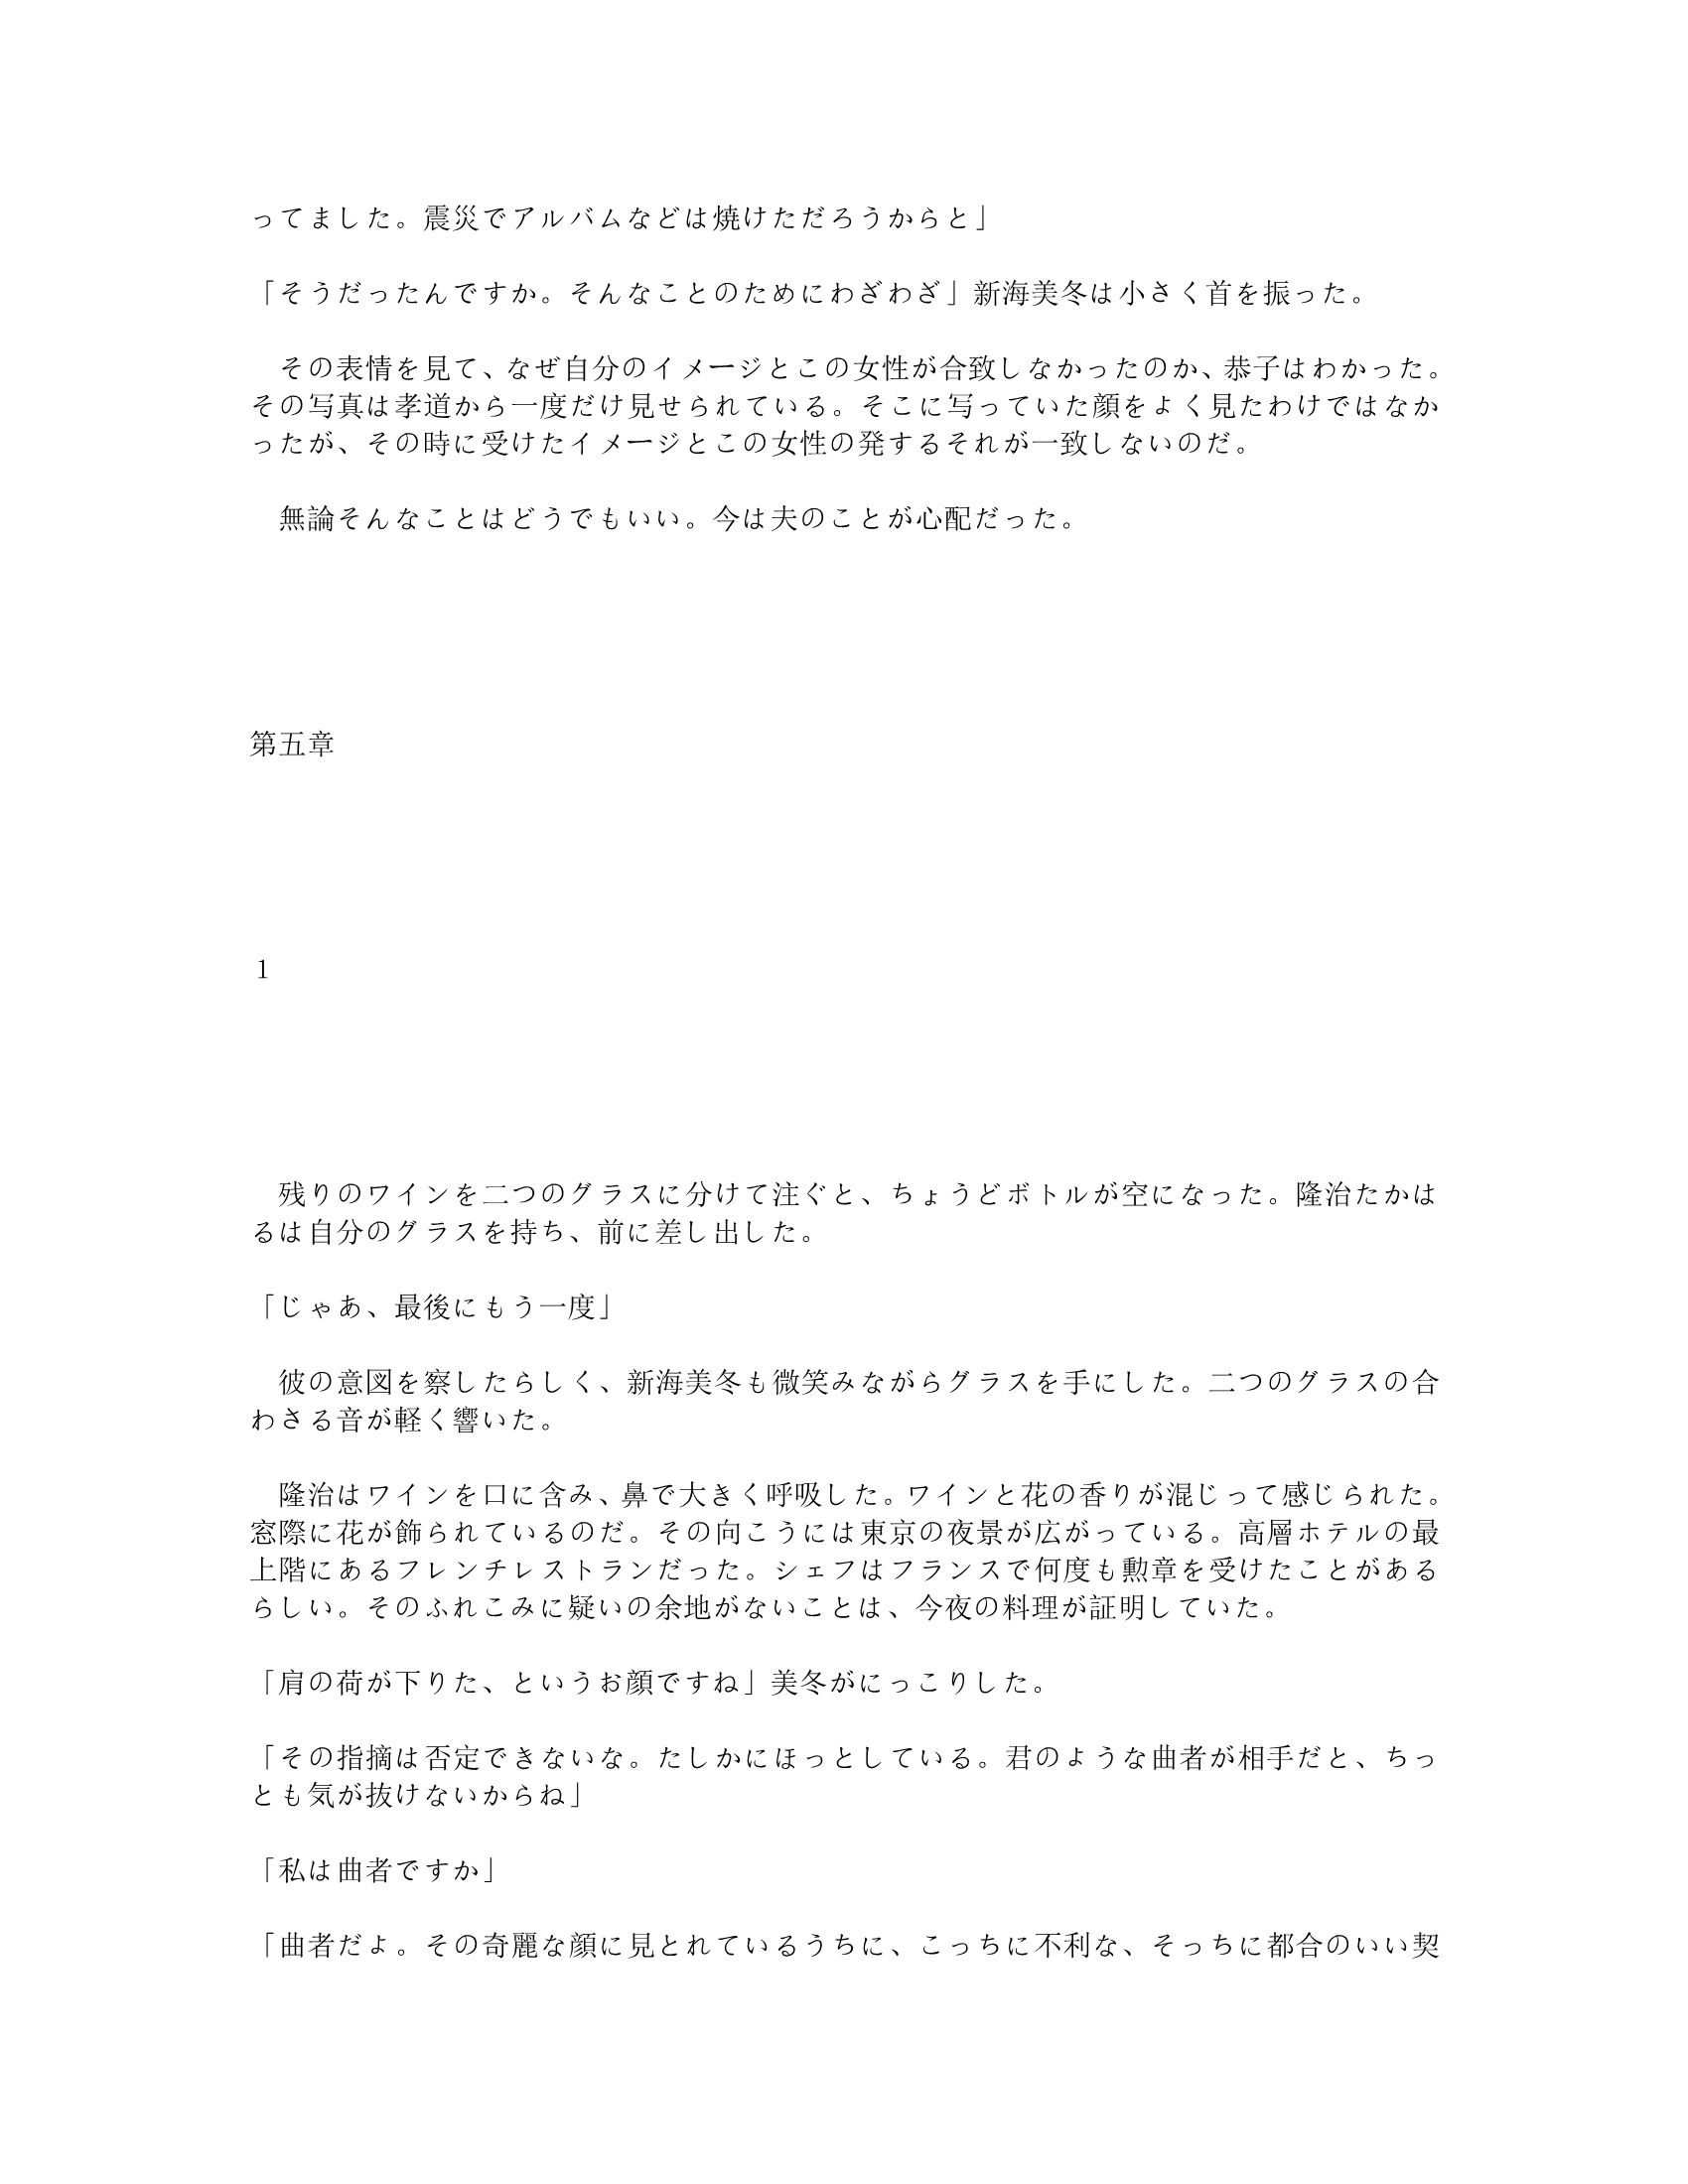 ってました。震災でアルバムなどは焼けただろうからと」
「そうだったんですか。そんなことのためにわざわざ」新海美冬は小さく首を振った。
　その表情を見て、なぜ自分のイメージとこの女性が合致しなかったのか、恭子はわかった。
その写真は孝道から一度だけ見せられている。そこに写っていた顔をよく見たわけではなか
ったが、その時に受けたイメージとこの女性の発するそれが一致しないのだ。
　無論そんなことはどうでもいい。今は夫のことが心配だった。
第五章
1
　残りのワインを二つのグラスに分けて注ぐと、ちょうどボトルが空になった。隆治たかは
るは自分のグラスを持ち、前に差し出した。
「じゃあ、最後にもう一度」
　彼の意図を察したらしく、新海美冬も微笑みながらグラスを手にした。二つのグラスの合
わさる音が軽く響いた。
　隆治はワインを口に含み、鼻で大きく呼吸した。ワインと花の香りが混じって感じられた。
窓際に花が飾られているのだ。その向こうには東京の夜景が広がっている。高層ホテルの最
上階にあるフレンチレストランだった。シェフはフランスで何度も勲章を受けたことがある
らしい。そのふれこみに疑いの余地がないことは、今夜の料理が証明していた。
「肩の荷が下りた、というお顔ですね」美冬がにっこりした。
「その指摘は否定できないな。たしかにほっとしている。君のような曲者が相手だと、ちっ
とも気が抜けないからね」
「私は曲者ですか」
「曲者だよ。その奇麗な顔に見とれているうちに、こっちに不利な、そっちに都合のいい契